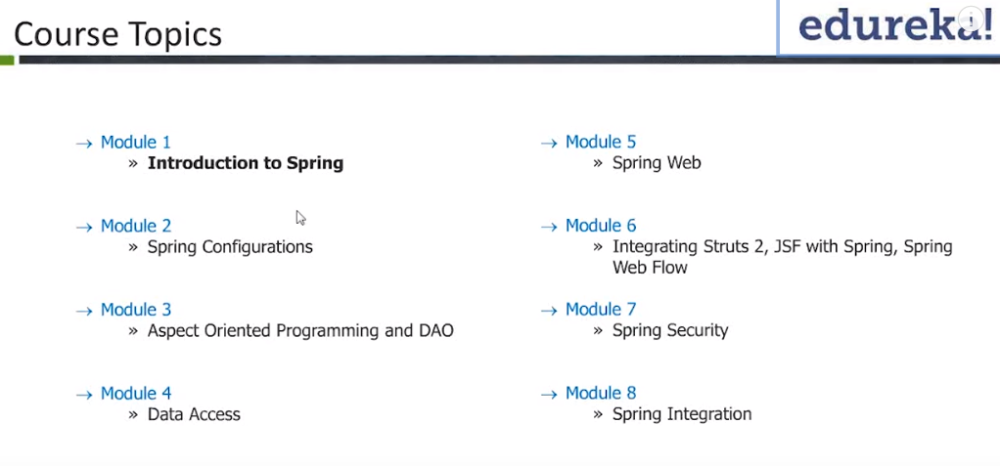 Course Topics
edureka!
→ Module 1
» Introduction to Spring
→ Module 2
» Spring Configurations
→ Module 3
» Aspect Oriented Programming and DAO
→ Module 4
» Data Access
→ Module 5
» Spring Web
→ Module 6
» Integrating Struts 2, JSF with Spring, Spring
Web Flow
→ Module 7
» Spring Security
→ Module 8
» Spring Integration